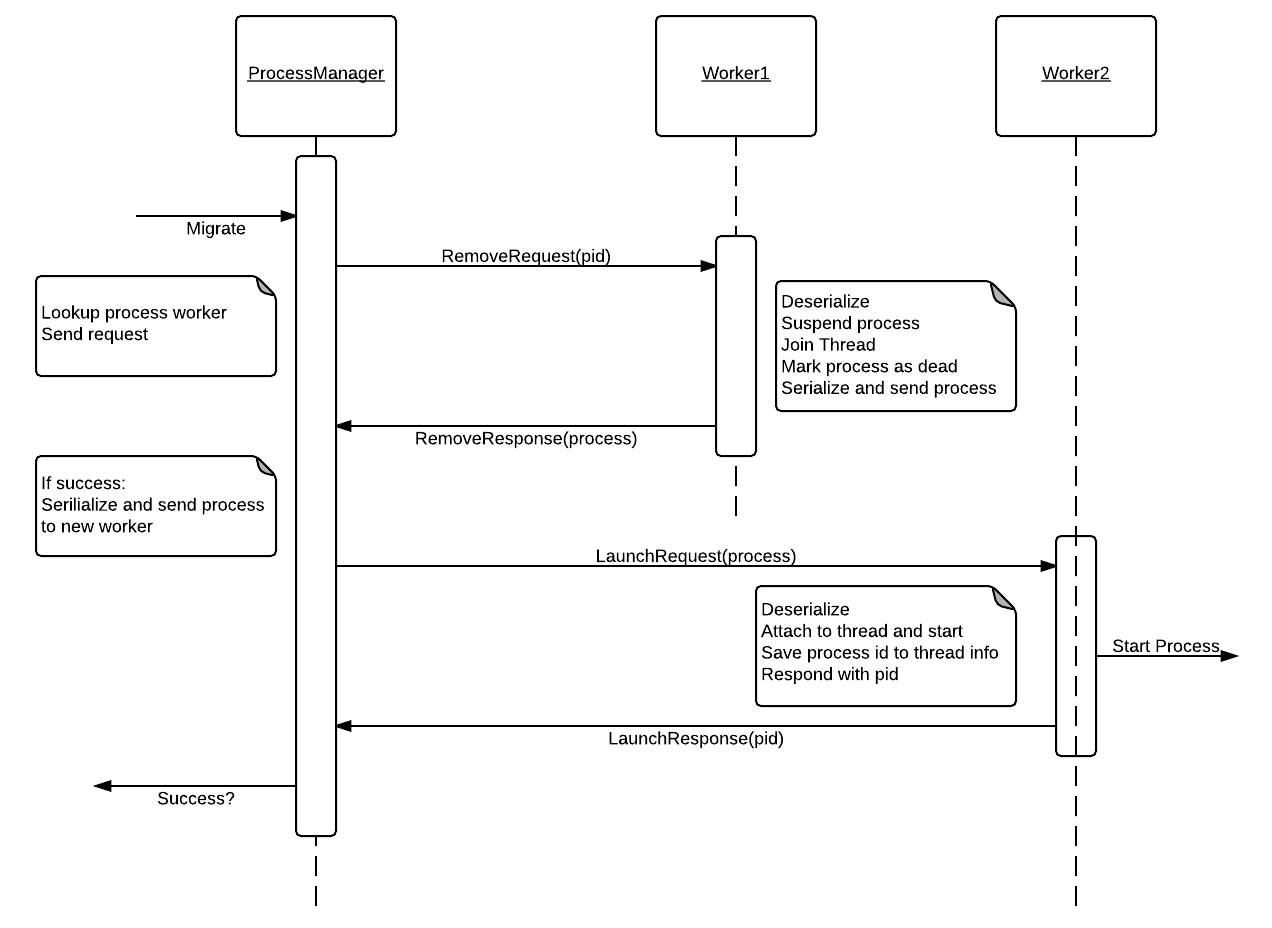 ProcessManager
Worker1
Worker2
Migrate
RemoveRequest(pid)
Lookup process worker
Send request
Deserialize
Suspend process
Join Thread
Mark process as dead
Serialize and send process
RemoveResponse(process)
If success:
Serilialize and send process
to new worker
LaunchRequest(process)
Deserialize
Attach to thread and start
Save process id to thread info
Respond with pid
Start Process
LaunchResponse(pid)
Success?